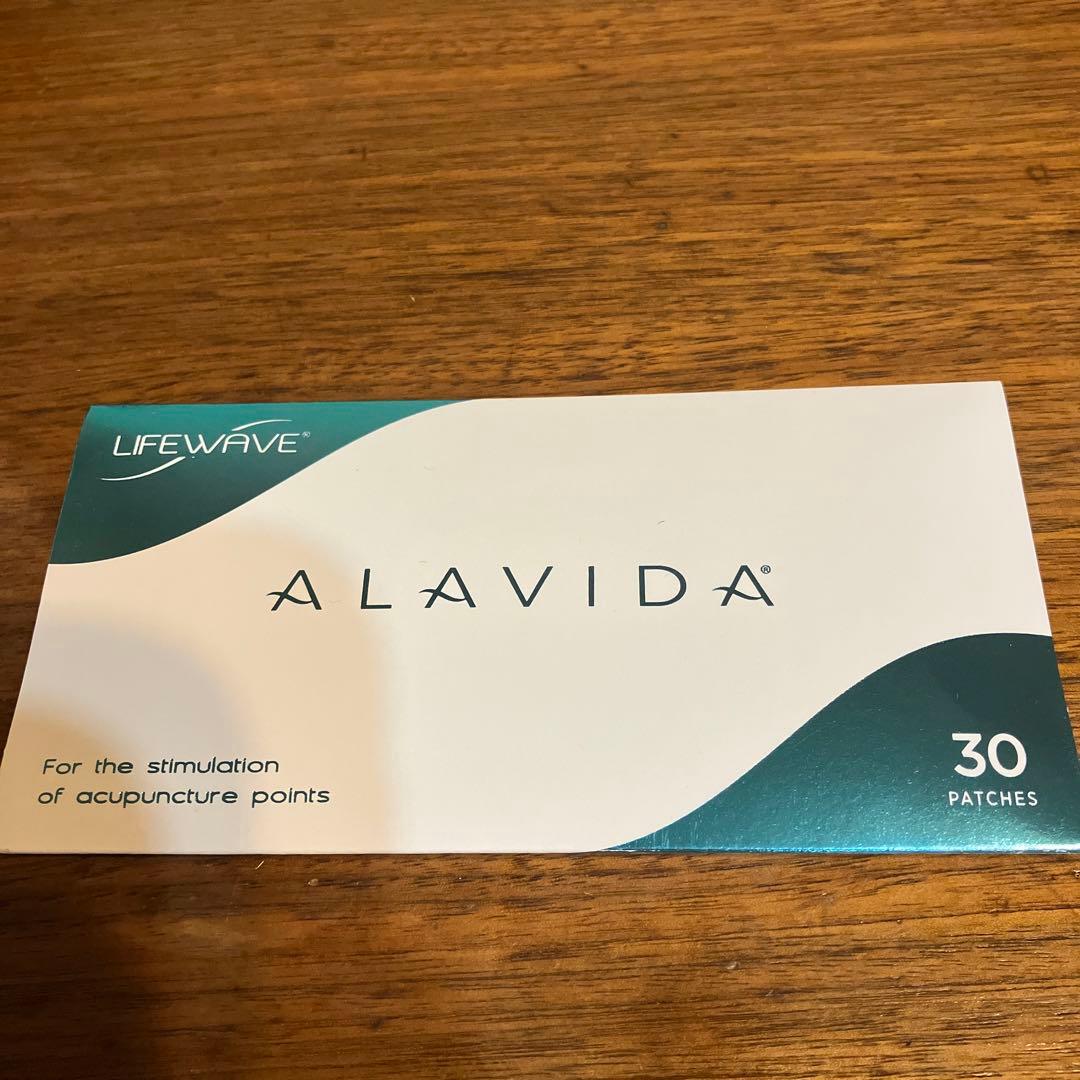 LIFEWAVE®
ALAVIDA®
For the stimulation
of acupuncture points
30
PATCHES